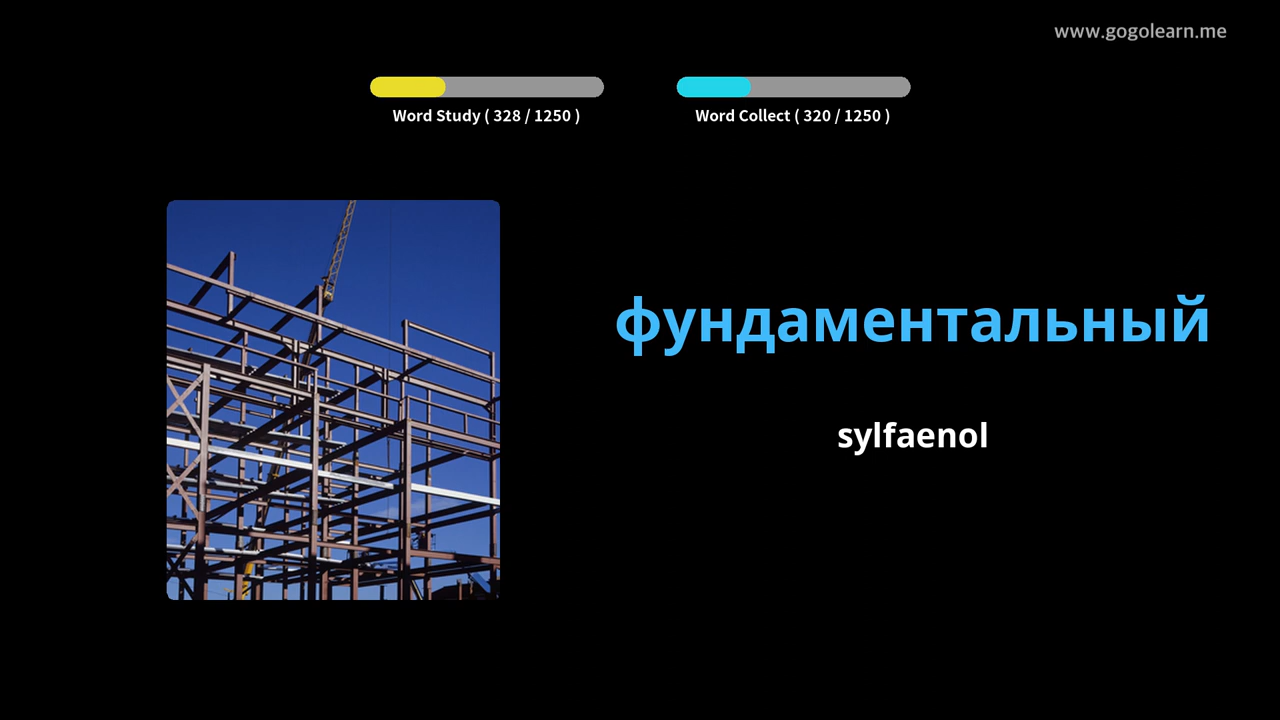 www.gogolearn.me
Word Study ( 328 / 1250 )
Word Collect ( 320 / 1250 )
фундаментальный
sylfaenol